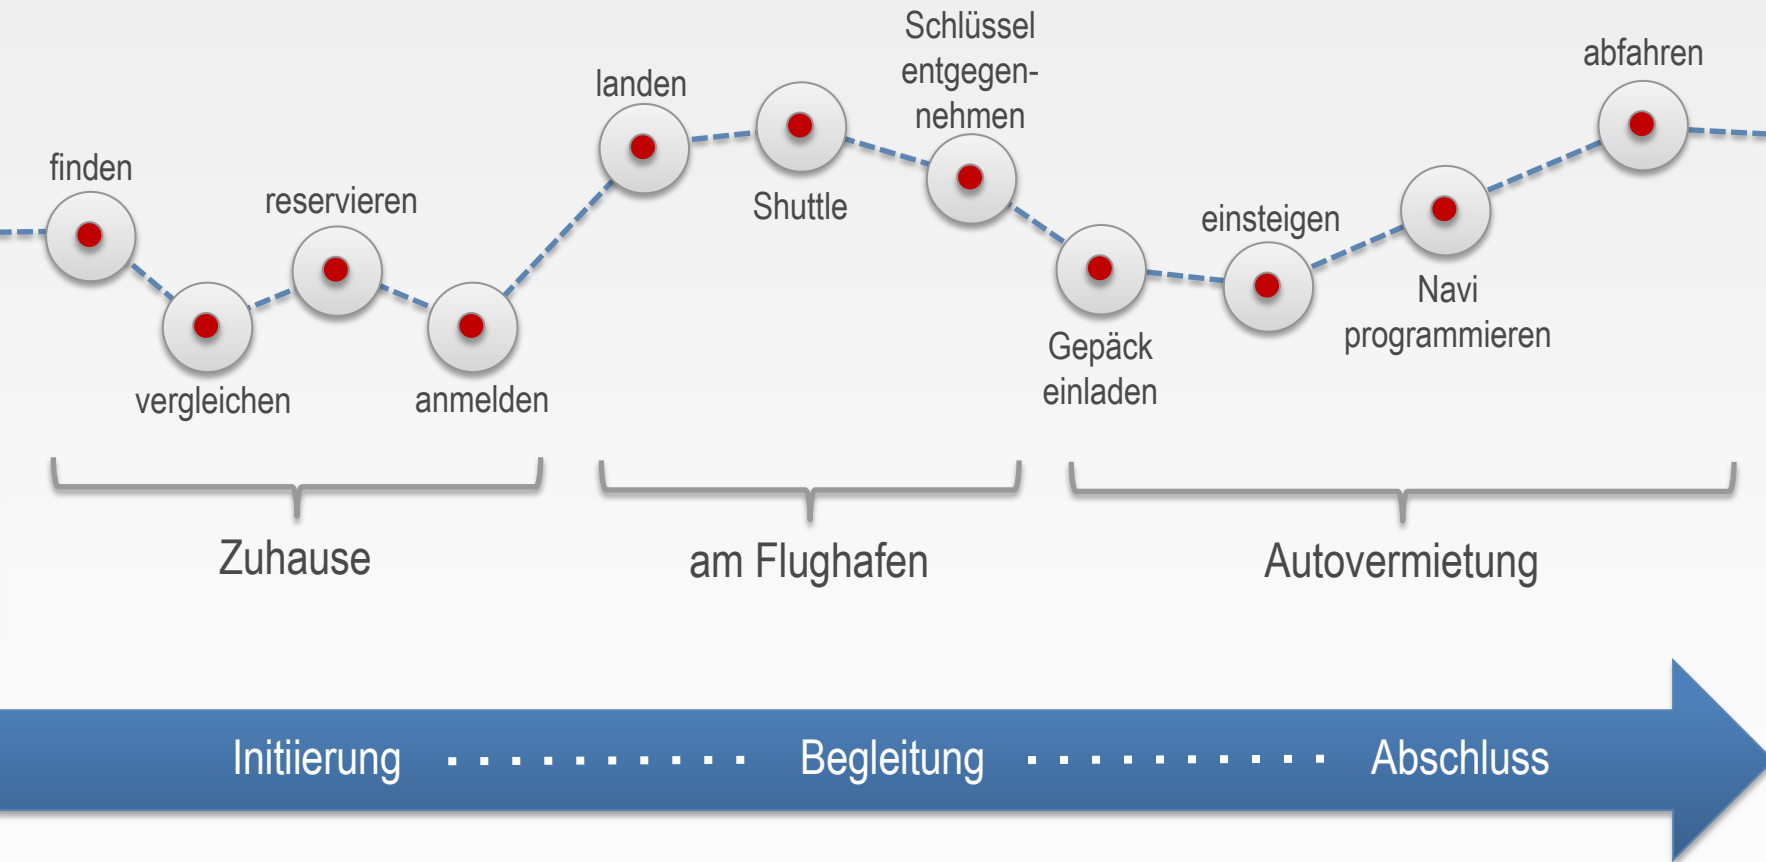 finden
vergleichen
reservieren
anmelden
landen
Shuttle
Schlüssel
entgegen-
nehmen
Gepäck
einladen
einsteigen
Navi
programmieren
abfahren
Zuhause
am Flughafen
Autovermietung
Initiierung
Begleitung
Abschluss